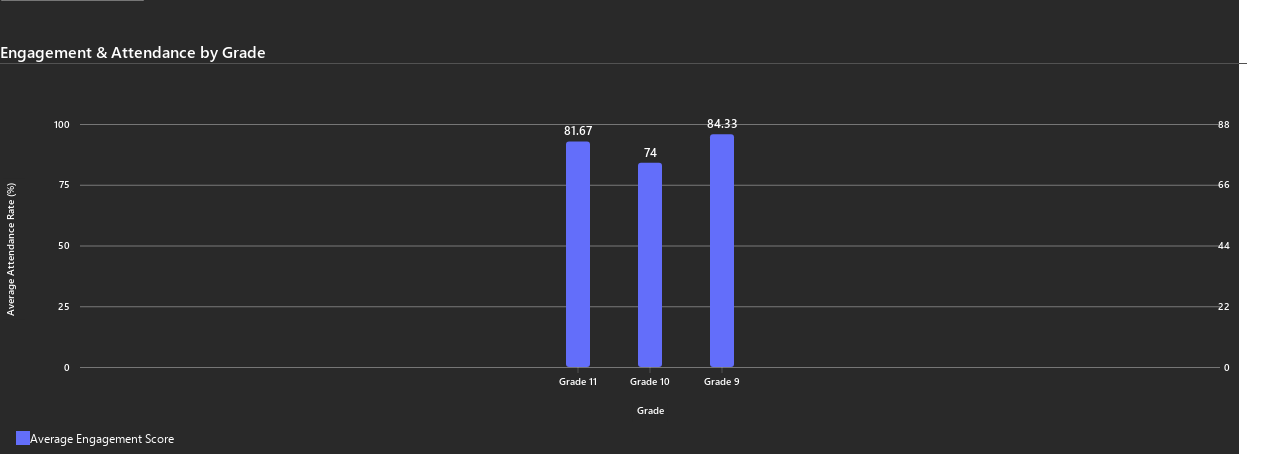 Engagement & Attendance by Grade
100
88
81.67
74
84.33
75
66
50
44
25
22
0
0
Average Attendance Rate (%)
Grade 11
Grade 10
Grade 9
Grade
Average Engagement Score